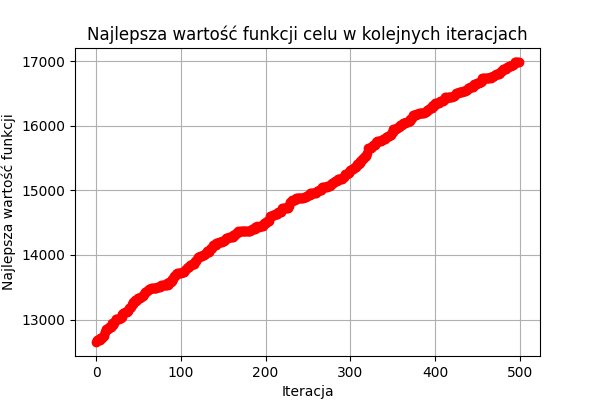 Najlepsza wartość funkcji celu w kolejnych iteracjach
Najlepsza wartość funkcji
17000
16000
15000
14000
13000
0 100 200 300 400 500
Iteracja